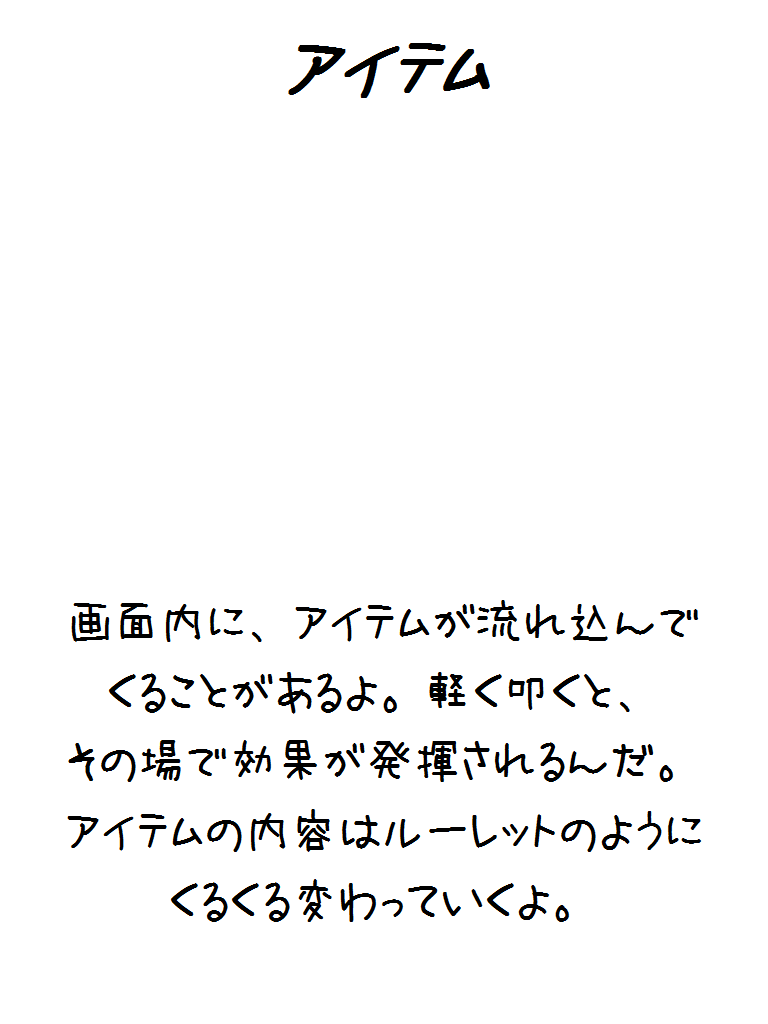 アイテム
画面内に、アイテムが流れ込んで
くることがあるよ。軽く叩くと、
その場で効果が発揮されるんだ。
アイテムの内容はルーレットのように
くるくる変わっていくよ。